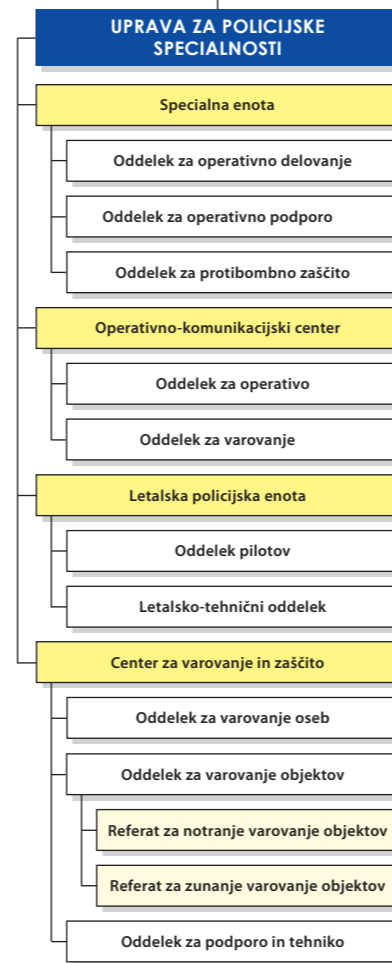 UPRAVA ZA POLICIJSKE
SPECIALNOSTI
Specialna enota
Oddelek za operativno delovanje
Oddelek za operativno podporo
Oddelek za protibombno zaščito
Operativno-komunikacijski center
Oddelek za operativo
Oddelek za varovanje
Letalska policijska enota
Oddelek pilotov
Letalsko-tehnični oddelek
Center za varovanje in zaščito
Oddelek za varovanje oseb
Oddelek za varovanje objektov
Referat za notranje varovanje objektov
Referat za zunanje varovanje objektov
Oddelek za podporo in tehniko